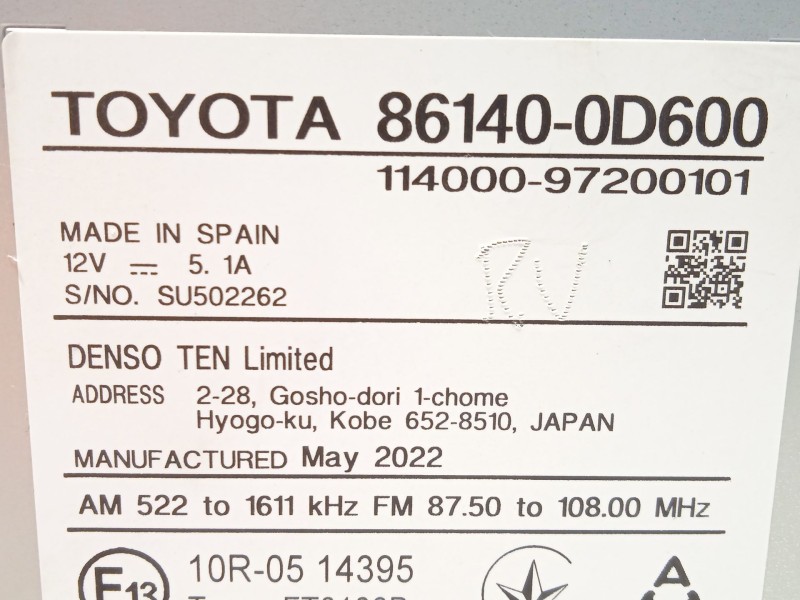 TOYOTA 86140-0D600
114000-97200101
MADE IN SPAIN
12V ⎓ 5.1A
S/NO. SU502262
RV
DENSO TEN Limited
ADDRESS 2-28, Gosho-dori 1-chome
Hyogo-ku, Kobe 652-8510, JAPAN
MANUFACTURED May 2022
AM 522 to 1611 kHz FM 87.50 to 108.00 MHz
E13 10R-05 14395